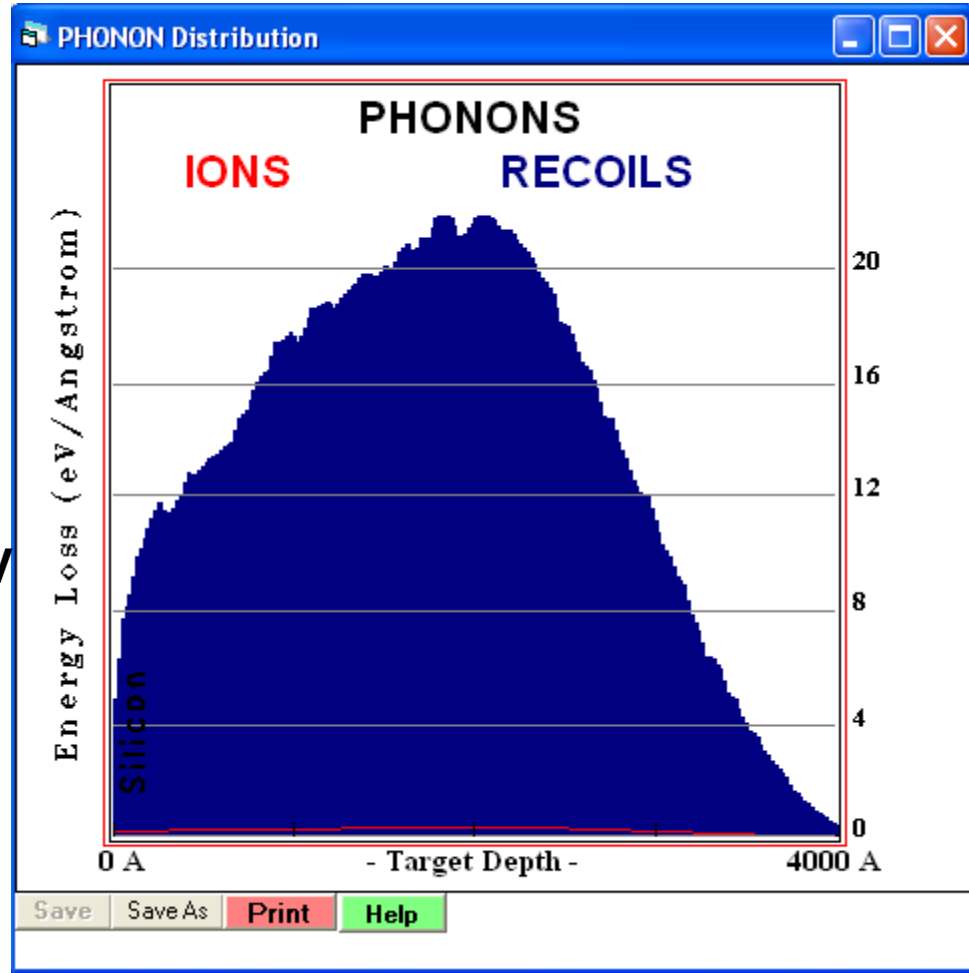 PHONON Distribution
PHONONS
IONS RECOILS
Energy Loss (eV/Angstrom)
20
16
12
8
4
0
Silicon
0 A - Target Depth - 4000 A
Save Save As Print Help
y